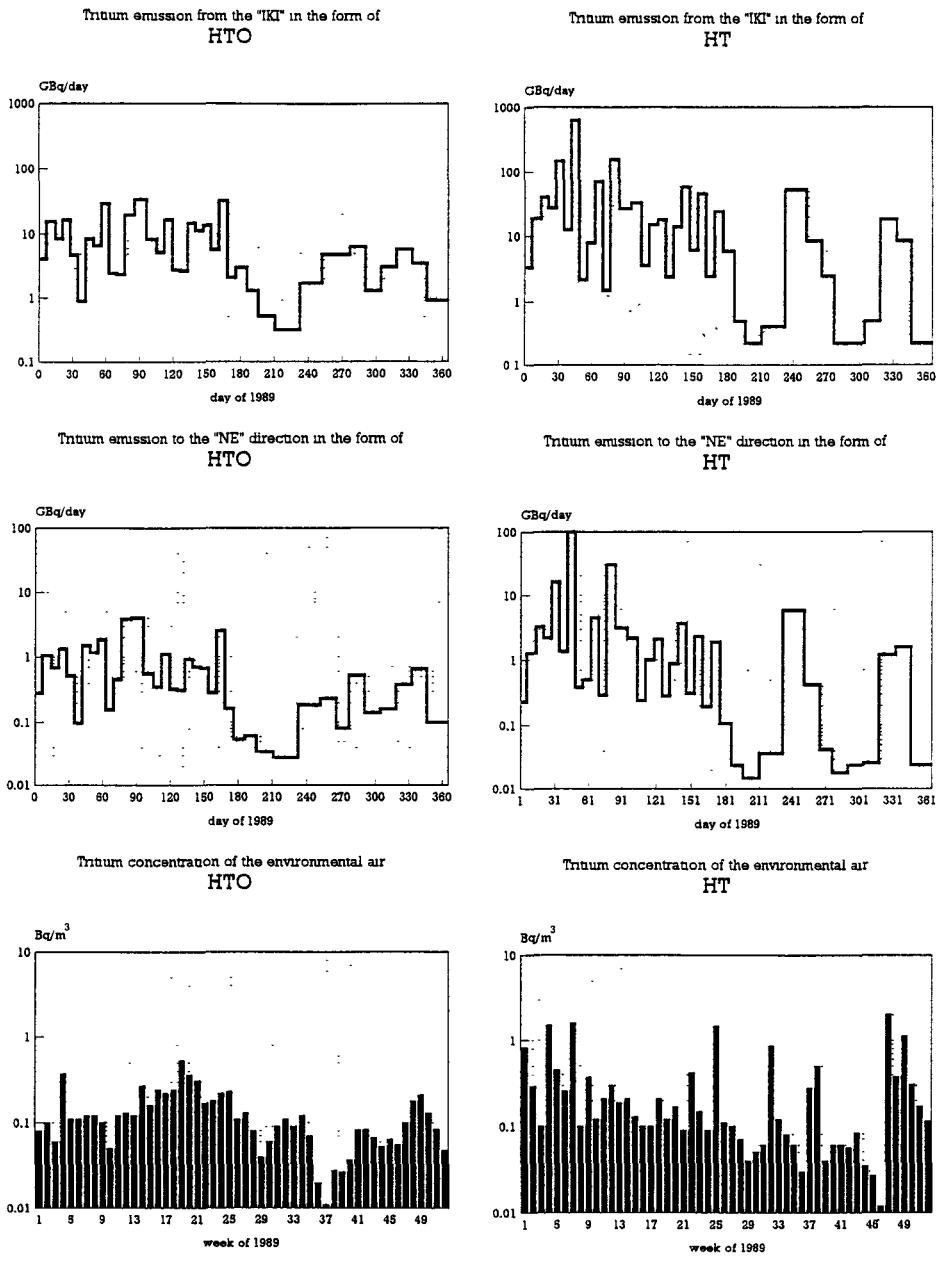 Tritium emission from the "IKI" in the form of
HTO
GBq/day
1000
100
10
1
0.1
0 30 60 90 120 150 180 210 240 270 300 330 360
day of 1989
Tritium emission from the "IKI" in the form of
HT
GBq/day
1000
100
10
1
0 1
0 30 60 90 120 150 180 210 240 270 300 330 360
day of 1989
Tritium emission to the "NE" direction in the form of
HTO
GBq/day
100
10
1
0.1
0.01
0 30 60 90 120 150 180 210 240 270 300 330 360
day of 1989
Tritium emission to the "NE" direction in the form of
HT
GBq/day
100
10
1
0.1
0.01
1 31 61 91 121 151 181 211 241 271 301 331 361
day of 1989
Tritium concentration of the environmental air
HTO
Bq/m³
10
1
0.1
0.01
1 5 9 13 17 21 25 29 33 37 41 45 49
week of 1989
Tritium concentration of the environmental air
HT
Bq/m³
10
1
0.1
0.01
1 5 9 13 17 21 25 29 33 37 41 45 49
week of 1989